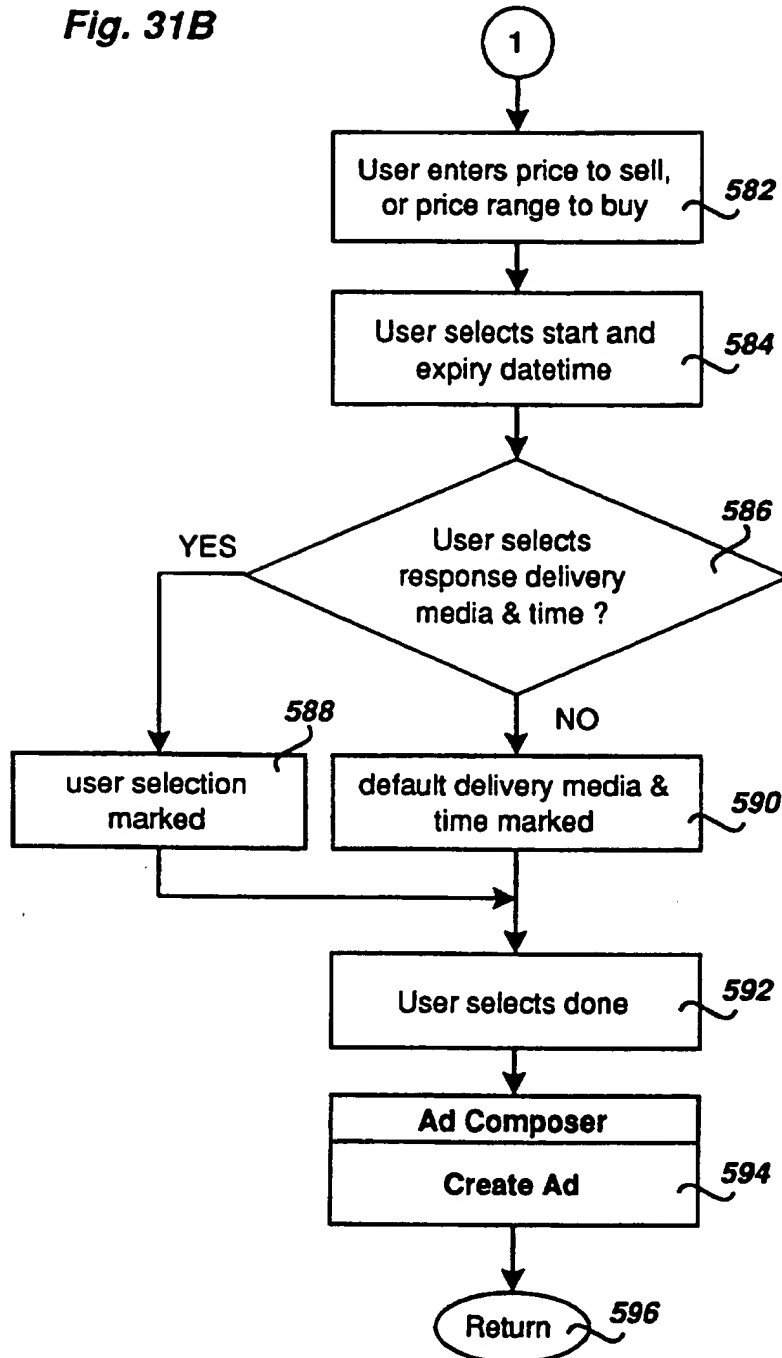 Fig. 31B
1
User enters price to sell,
or price range to buy
582
User selects start and
expiry datetime
584
586
YES
User selects
response delivery
media & time ?
588
NO
user selection
marked
default delivery media &
time marked
590
User selects done
592
Ad Composer
Create Ad
594
Return
596